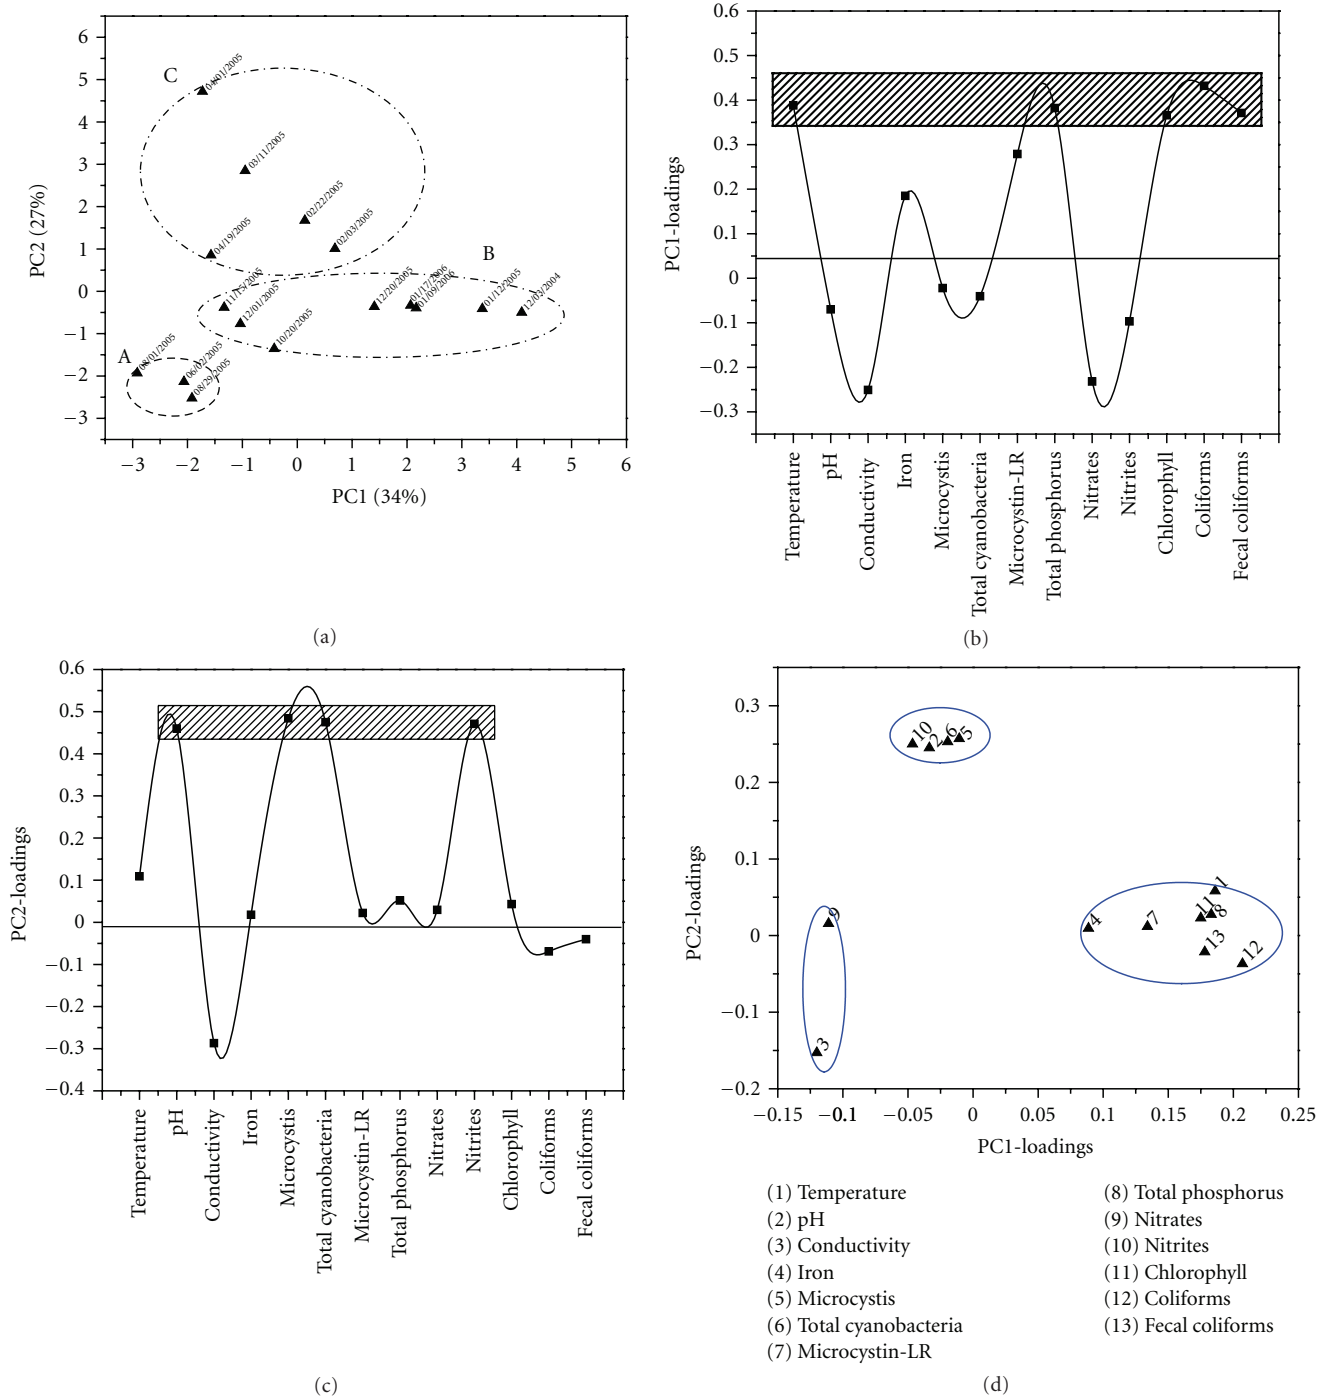 6
5
4
3
2
1
0
−1
−2
−3
PC2 (27%)
C
B
A
04/01/2005
03/11/2005
02/22/2005
02/03/2005
04/19/2005
11/15/2005
12/01/2005
10/20/2005
12/20/2005
01/17/2006
01/09/2006
01/12/2005
12/03/2004
06/02/2005
08/29/2005
−3 −2 −1 0 1 2 3 4 5 6
PC1 (34%)
(a)
0.6
0.5
0.4
0.3
0.2
0.1
0
−0.1
−0.2
−0.3
PC1-loadings
Temperature
pH
Conductivity
Iron
Microcystis
Total cyanobacteria
Microcystin-LR
Total phosphorus
Nitrates
Nitrites
Chlorophyll
Coliforms
Fecal coliforms
(b)
0.6
0.5
0.4
0.3
0.2
0.1
0
−0.1
−0.2
−0.3
−0.4
PC2-loadings
Temperature
pH
Conductivity
Iron
Microcystis
Total cyanobacteria
Microcystin-LR
Total phosphorus
Nitrates
Nitrites
Chlorophyll
Coliforms
Fecal coliforms
(c)
0.3
0.2
0.1
0
−0.1
−0.2
PC2-loadings
10
2
6
5
9
3
4
7
1
11
8
13
12
−0.15 −0.1 −0.05 0 0.05 0.1 0.15 0.2 0.25
PC1-loadings
(1) Temperature
(2) pH
(3) Conductivity
(4) Iron
(5) Microcystis
(6) Total cyanobacteria
(7) Microcystin-LR
(8) Total phosphorus
(9) Nitrates
(10) Nitrites
(11) Chlorophyll
(12) Coliforms
(13) Fecal coliforms
(d)